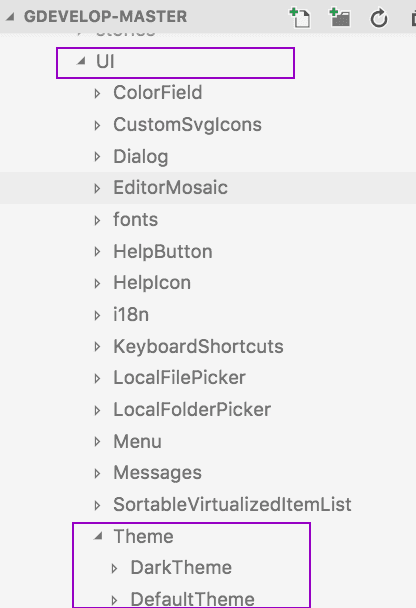 GDEVELOP-MASTER
stories
UI
ColorField
CustomSvgIcons
Dialog
EditorMosaic
fonts
HelpButton
HelpIcon
i18n
KeyboardShortcuts
LocalFilePicker
LocalFolderPicker
Menu
Messages
SortableVirtualizedItemList
Theme
DarkTheme
DefaultTheme